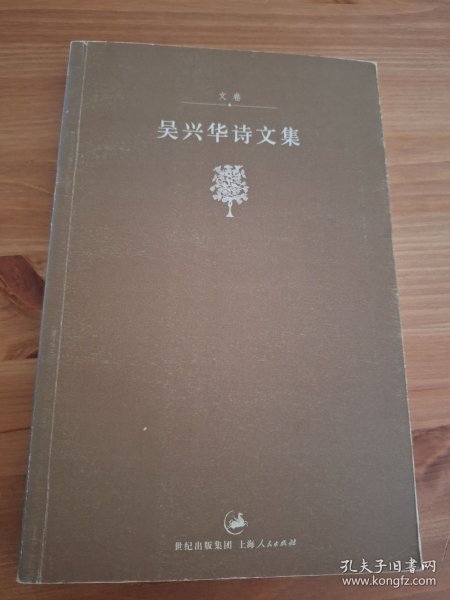 文卷
吴兴华诗文集
世纪出版集团 上海人民出版社
孔夫子旧书网
www.kongfz.com